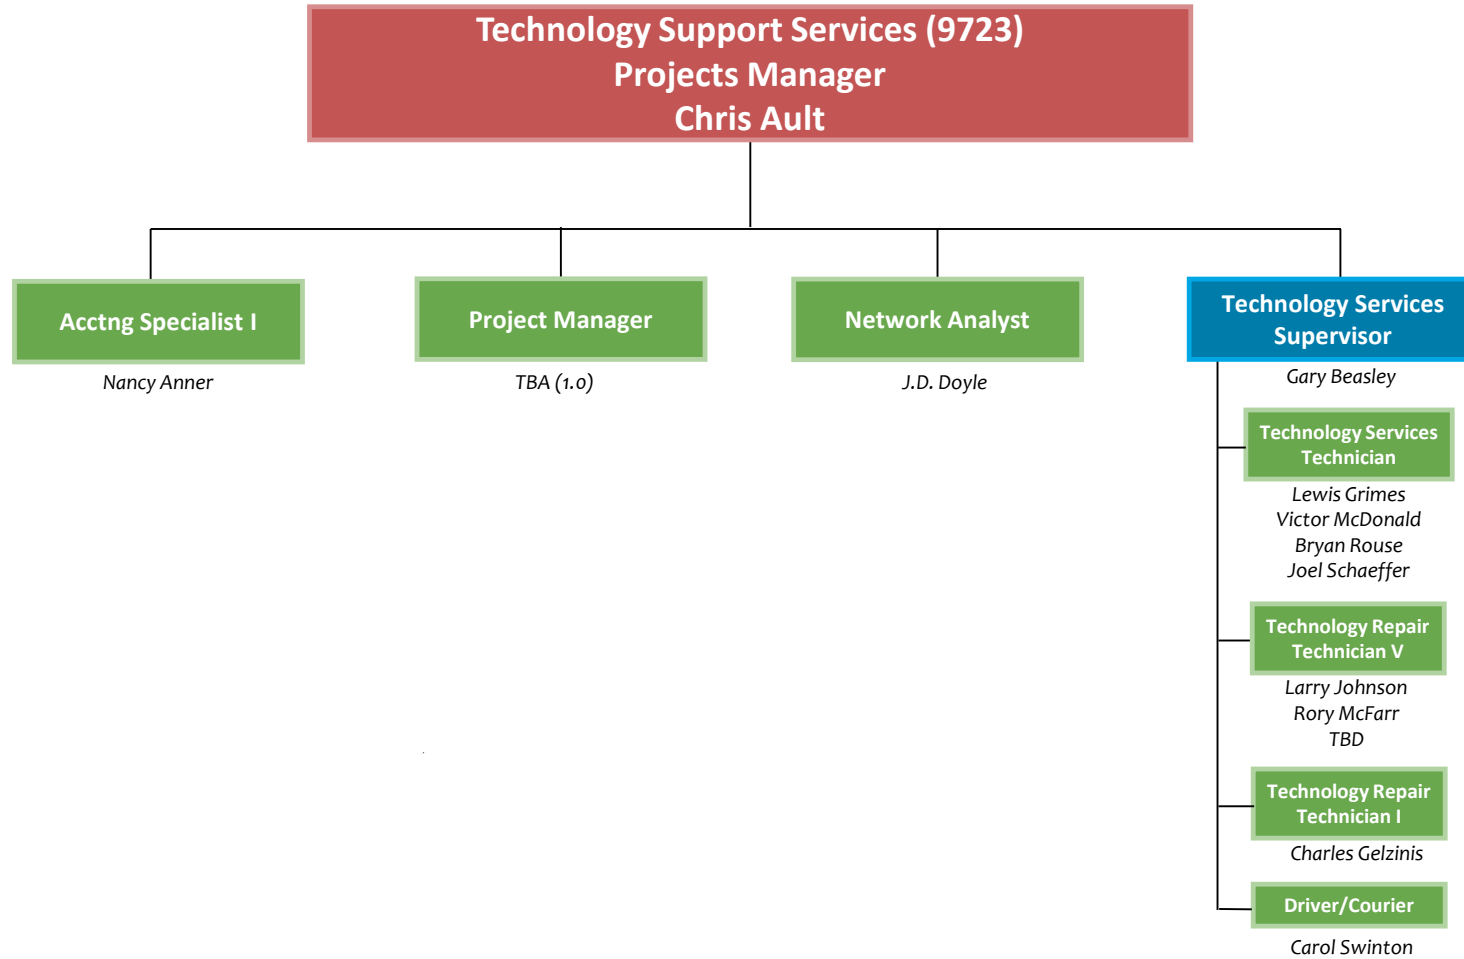 Technology Support Services (9723)
Projects Manager
Chris Ault
Acctng Specialist I
Nancy Anner
Project Manager
TBA (1.0)
Network Analyst
J.D. Doyle
Technology Services
Supervisor
Gary Beasley
Technology Services
Technician
Lewis Grimes
Victor McDonald
Bryan Rouse
Joel Schaeffer
Technology Repair
Technician V
Larry Johnson
Rory McFarr
TBD
Technology Repair
Technician I
Charles Gelzinis
Driver/Courier
Carol Swinton